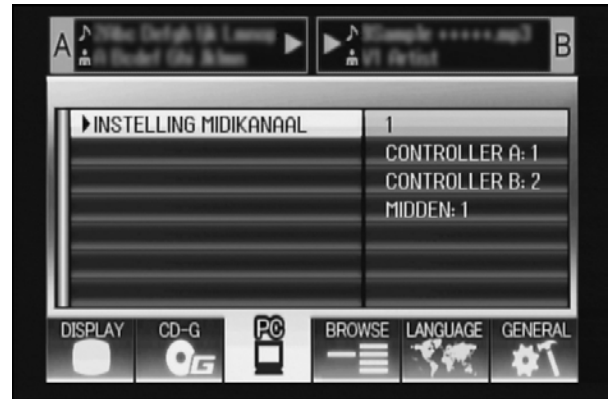 A
B
▶INSTELLING MIDIKANAAL
1
CONTROLLER A: 1
CONTROLLER B: 2
MIDDEN: 1
DISPLAY
CD-G
PC
BROWSE
LANGUAGE
GENERAL